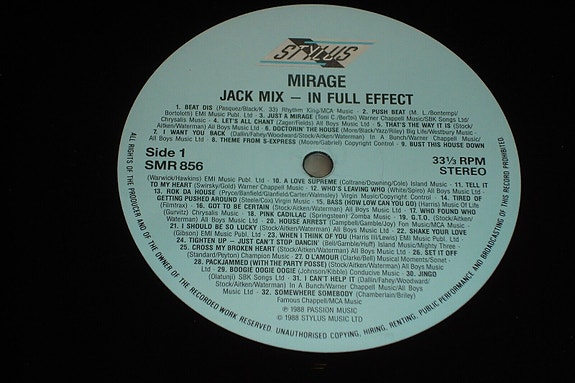 STYLUS
MIRAGE
JACK MIX — IN FULL EFFECT
1. BEAT DIS (Pasquez/Black/K. 33) Rhythm King/MCA Music · 2. PUSH BEAT (M. L./Bontempi/
Bortolotti) EMI Music Publ. Ltd · 3. JUST A MIRAGE (Toni C./Berts) Warner Chappell Music/SBK Songs Ltd/
Chrysalis Music · 4. LET'S ALL CHANT (Zager/Fields) All Boys Music Ltd · 5. THAT'S THE WAY IT IS (Stock/
Aitken/Waterman) All Boys Music Ltd · 6. DOCTORIN' THE HOUSE (More/Black/Yazz/Riley) Big Life/Westbury Music
· 7. I WANT YOU BACK (Dallin/Fahey/Woodward/Stock/Aitken/Waterman) In A Bunch/Warner Chappell Music/
All Boys Music Ltd · 8. THEME FROM S-EXPRESS (Moore/Gabriel) Copyright Control · 9. BUST THIS HOUSE DOWN
Side 1
SMR 856
33⅓ RPM
STEREO
(Warwick/Hawkins) EMI Music Publ. Ltd · 10. A LOVE SUPREME (Coltrane/Downing/Cole) Island Music · 11. TELL IT
TO MY HEART (Swirsky/Gold) Warner Chappell Music · 12. WHO'S LEAVING WHO (White/Spiro) All Boys Music Ltd
· 13. ROK DA HOUSE (Pryce/Banfield/Glanfield/Carter/Walmsley) Virgin Music/Copyright Control · 14. TIRED OF
GETTING PUSHED AROUND (Steele/Cox) Virgin Music · 15. BASS (HOW LOW CAN YOU GO) (Harris) Music Of Life
(Filmtrax) · 16. GOT TO BE CERTAIN (Stock/Aitken/Waterman) All Boys Music Ltd · 17. WHO FOUND WHO
(Gurvitz) Chrysalis Music · 18. PINK CADILLAC (Springsteen) Zomba Music · 19. G.T.O. (Stock/Aitken/
Waterman) All Boys Music Ltd · 20. HOUSE ARREST (Campbell/Gamble/Joy) Fon Music/MCA Music
· 21. I SHOULD BE SO LUCKY (Stock/Aitken/Waterman) All Boys Music Ltd · 22. SHAKE YOUR LOVE
(Gibson) EMI Music Publ. Ltd · 23. WHEN I THINK OF YOU (Harris III/Lewis) EMI Music Publ. Ltd
· 24. TIGHTEN UP — JUST CAN'T STOP DANCIN' (Bell/Gamble/Huff) Island Music/Mighty Three ·
25. CROSS MY BROKEN HEART (Stock/Aitken/Waterman) All Boys Music Ltd · 26. SET IT OFF
(Standard/Peyton) Champion Music · 27. O L'AMOUR (Clarke/Bell) Musical Moments/Sonet ·
28. PACKJAMMED (WITH THE PARTY POSSE) (Stock/Aitken/Waterman) All Boys Music
Ltd · 29. BOOGIE OOGIE OOGIE (Johnson/Kibble) Conducive Music · 30. JINGO
(Olatunji) SBK Songs Ltd · 31. I CAN'T HELP IT (Dallin/Fahey/Woodward/
Stock/Aitken/Waterman) In A Bunch/Warner Chappell Music/All Boys
Music Ltd · 32. SOMEWHERE SOMEBODY (Chamberlain/Briley)
Famous Chappell/MCA Music
℗ 1988 PASSION MUSIC
© 1988 STYLUS MUSIC LTD
ALL RIGHTS OF THE PRODUCER AND OF THE OWNER OF THE RECORDED WORK RESERVED. UNAUTHORISED COPYING, HIRING, RENTING, PUBLIC PERFORMANCE AND BROADCASTING OF THIS RECORD PROHIBITED.